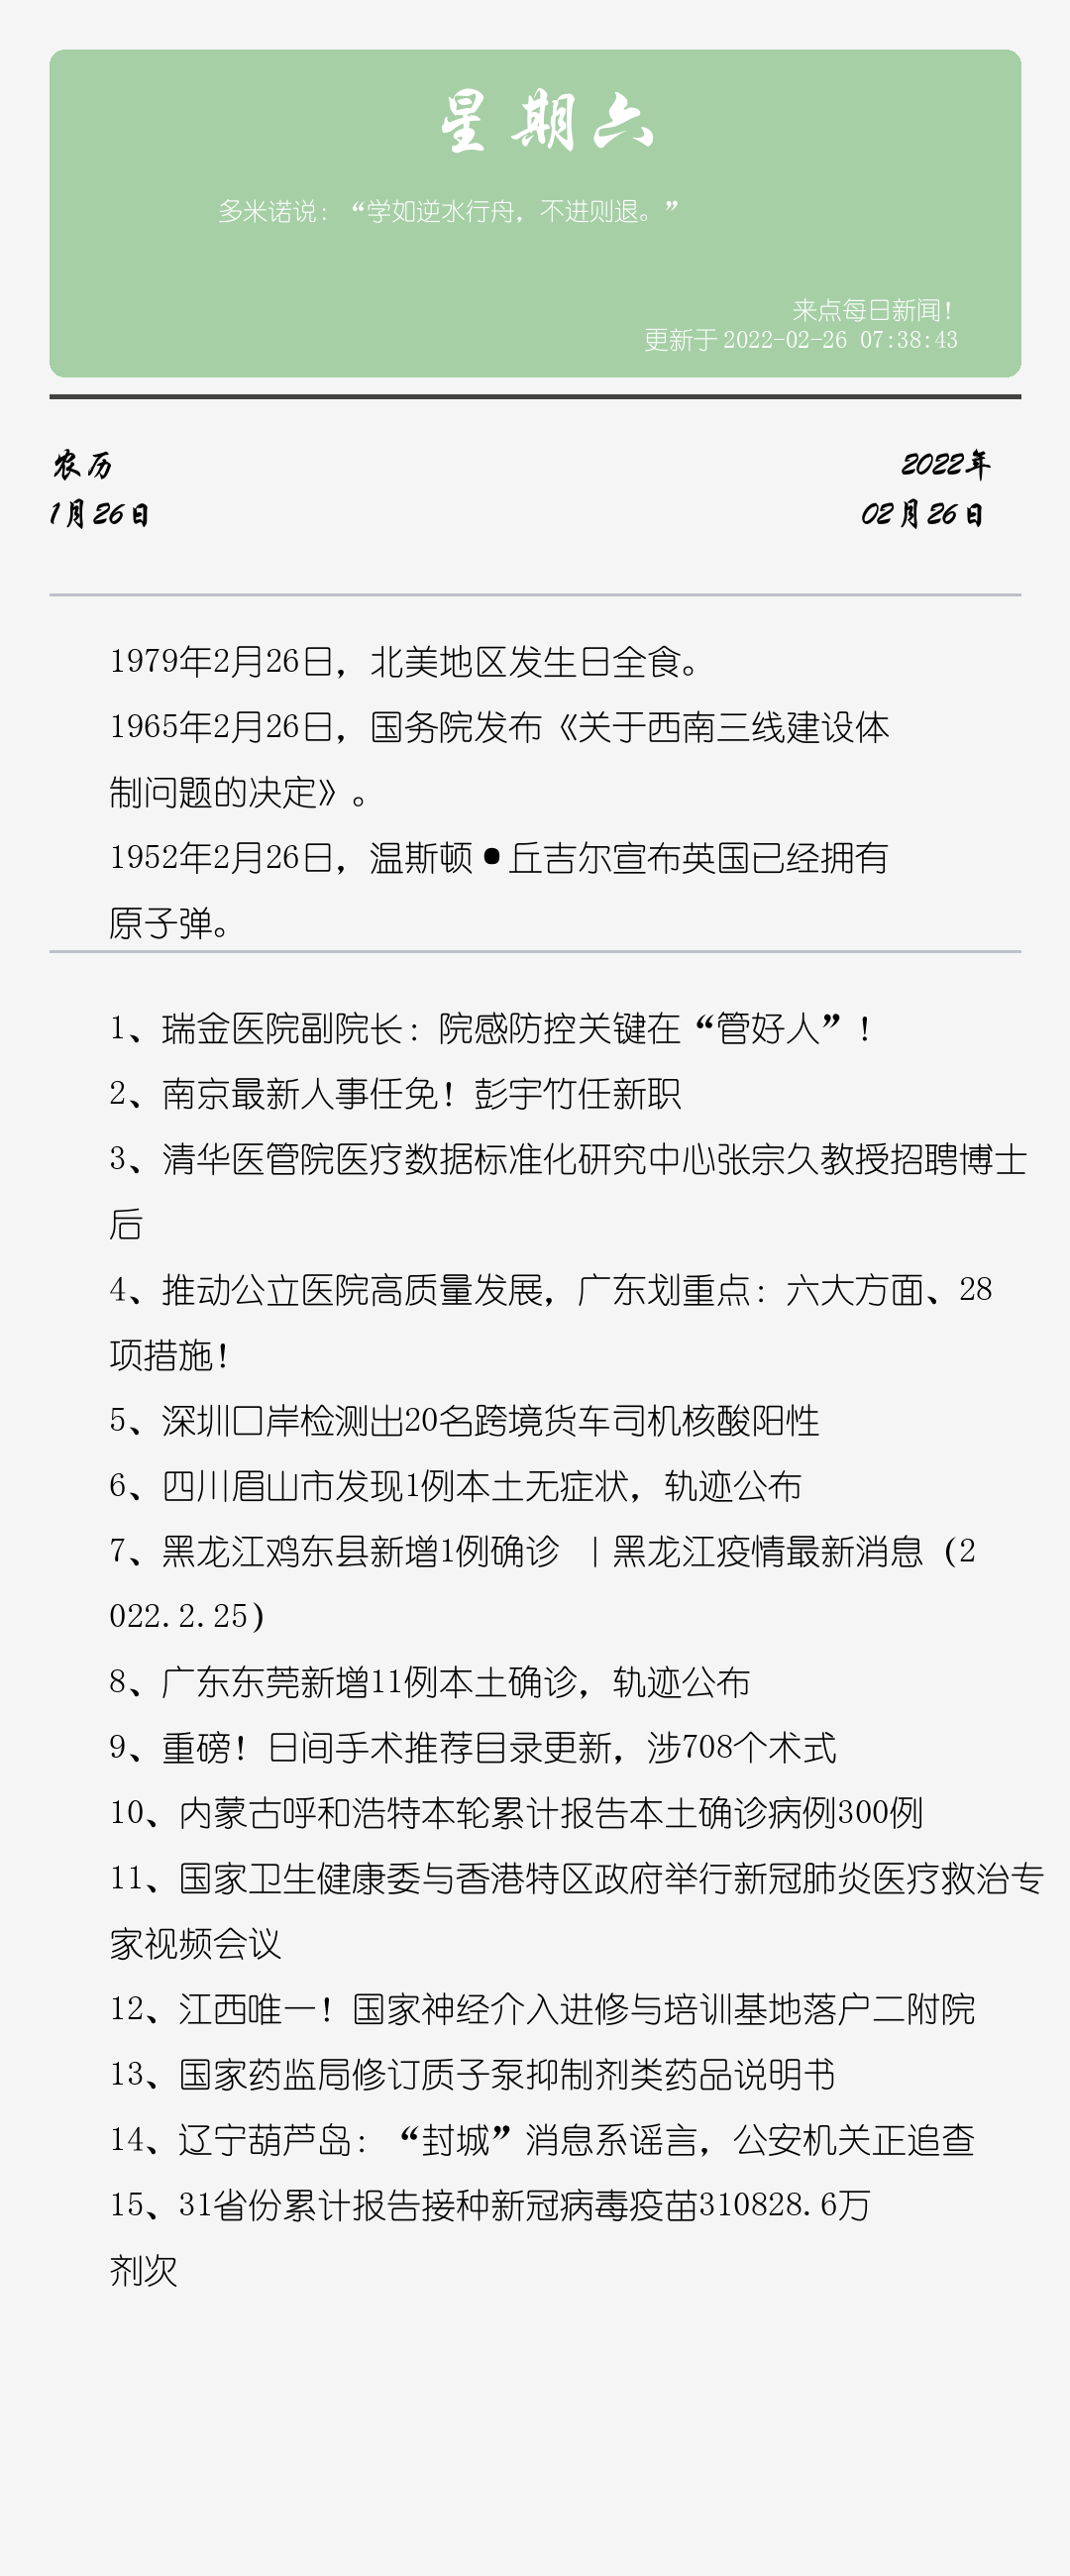 星期六
多米诺说：“学如逆水行舟，不进则退。”
来点每日新闻！
更新于2022-02-26 07:38:43
农历
2022年
1月26日
02月26日
1979年2月26日，北美地区发生日全食。
1965年2月26日，国务院发布《关于西南三线建设体
制问题的决定》。
1952年2月26日，温斯顿•丘吉尔宣布英国已经拥有
原子弹。
1、瑞金医院副院长：院感防控关键在“管好人”！
2、南京最新人事任免！彭宇竹任新职
3、清华医管院医疗数据标准化研究中心张宗久教授招聘博士
后
4、推动公立医院高质量发展，广东划重点：六大方面、28
项措施！
5、深圳口岸检测出20名跨境货车司机核酸阳性
6、四川眉山市发现1例本土无症状，轨迹公布
7、黑龙江鸡东县新增1例确诊 ｜黑龙江疫情最新消息（2
022.2.25）
8、广东东莞新增11例本土确诊，轨迹公布
9、重磅！日间手术推荐目录更新，涉708个术式
10、内蒙古呼和浩特本轮累计报告本土确诊病例300例
11、国家卫生健康委与香港特区政府举行新冠肺炎医疗救治专
家视频会议
12、江西唯一！国家神经介入进修与培训基地落户二附院
13、国家药监局修订质子泵抑制剂类药品说明书
14、辽宁葫芦岛：“封城”消息系谣言，公安机关正追查
15、31省份累计报告接种新冠病毒疫苗310828.6万
剂次